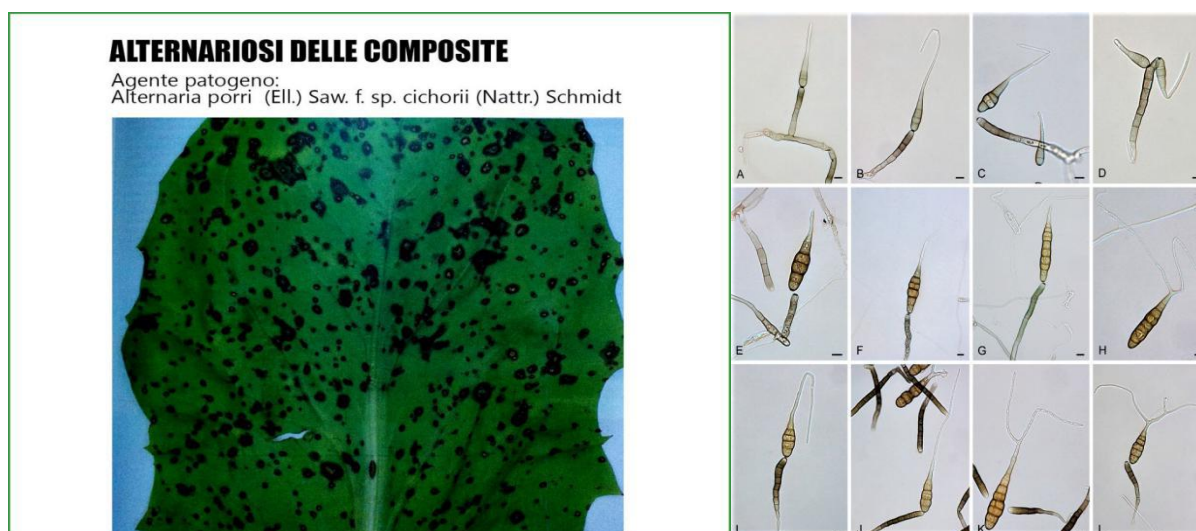 ALTERNARIOSI DELLE COMPOSITE
Agente patogeno:
Alternaria porri (Ell.) Saw. f. sp. cichorii (Nattr.) Schmidt
A
B
C
D
E
F
G
H
I
J
K
L